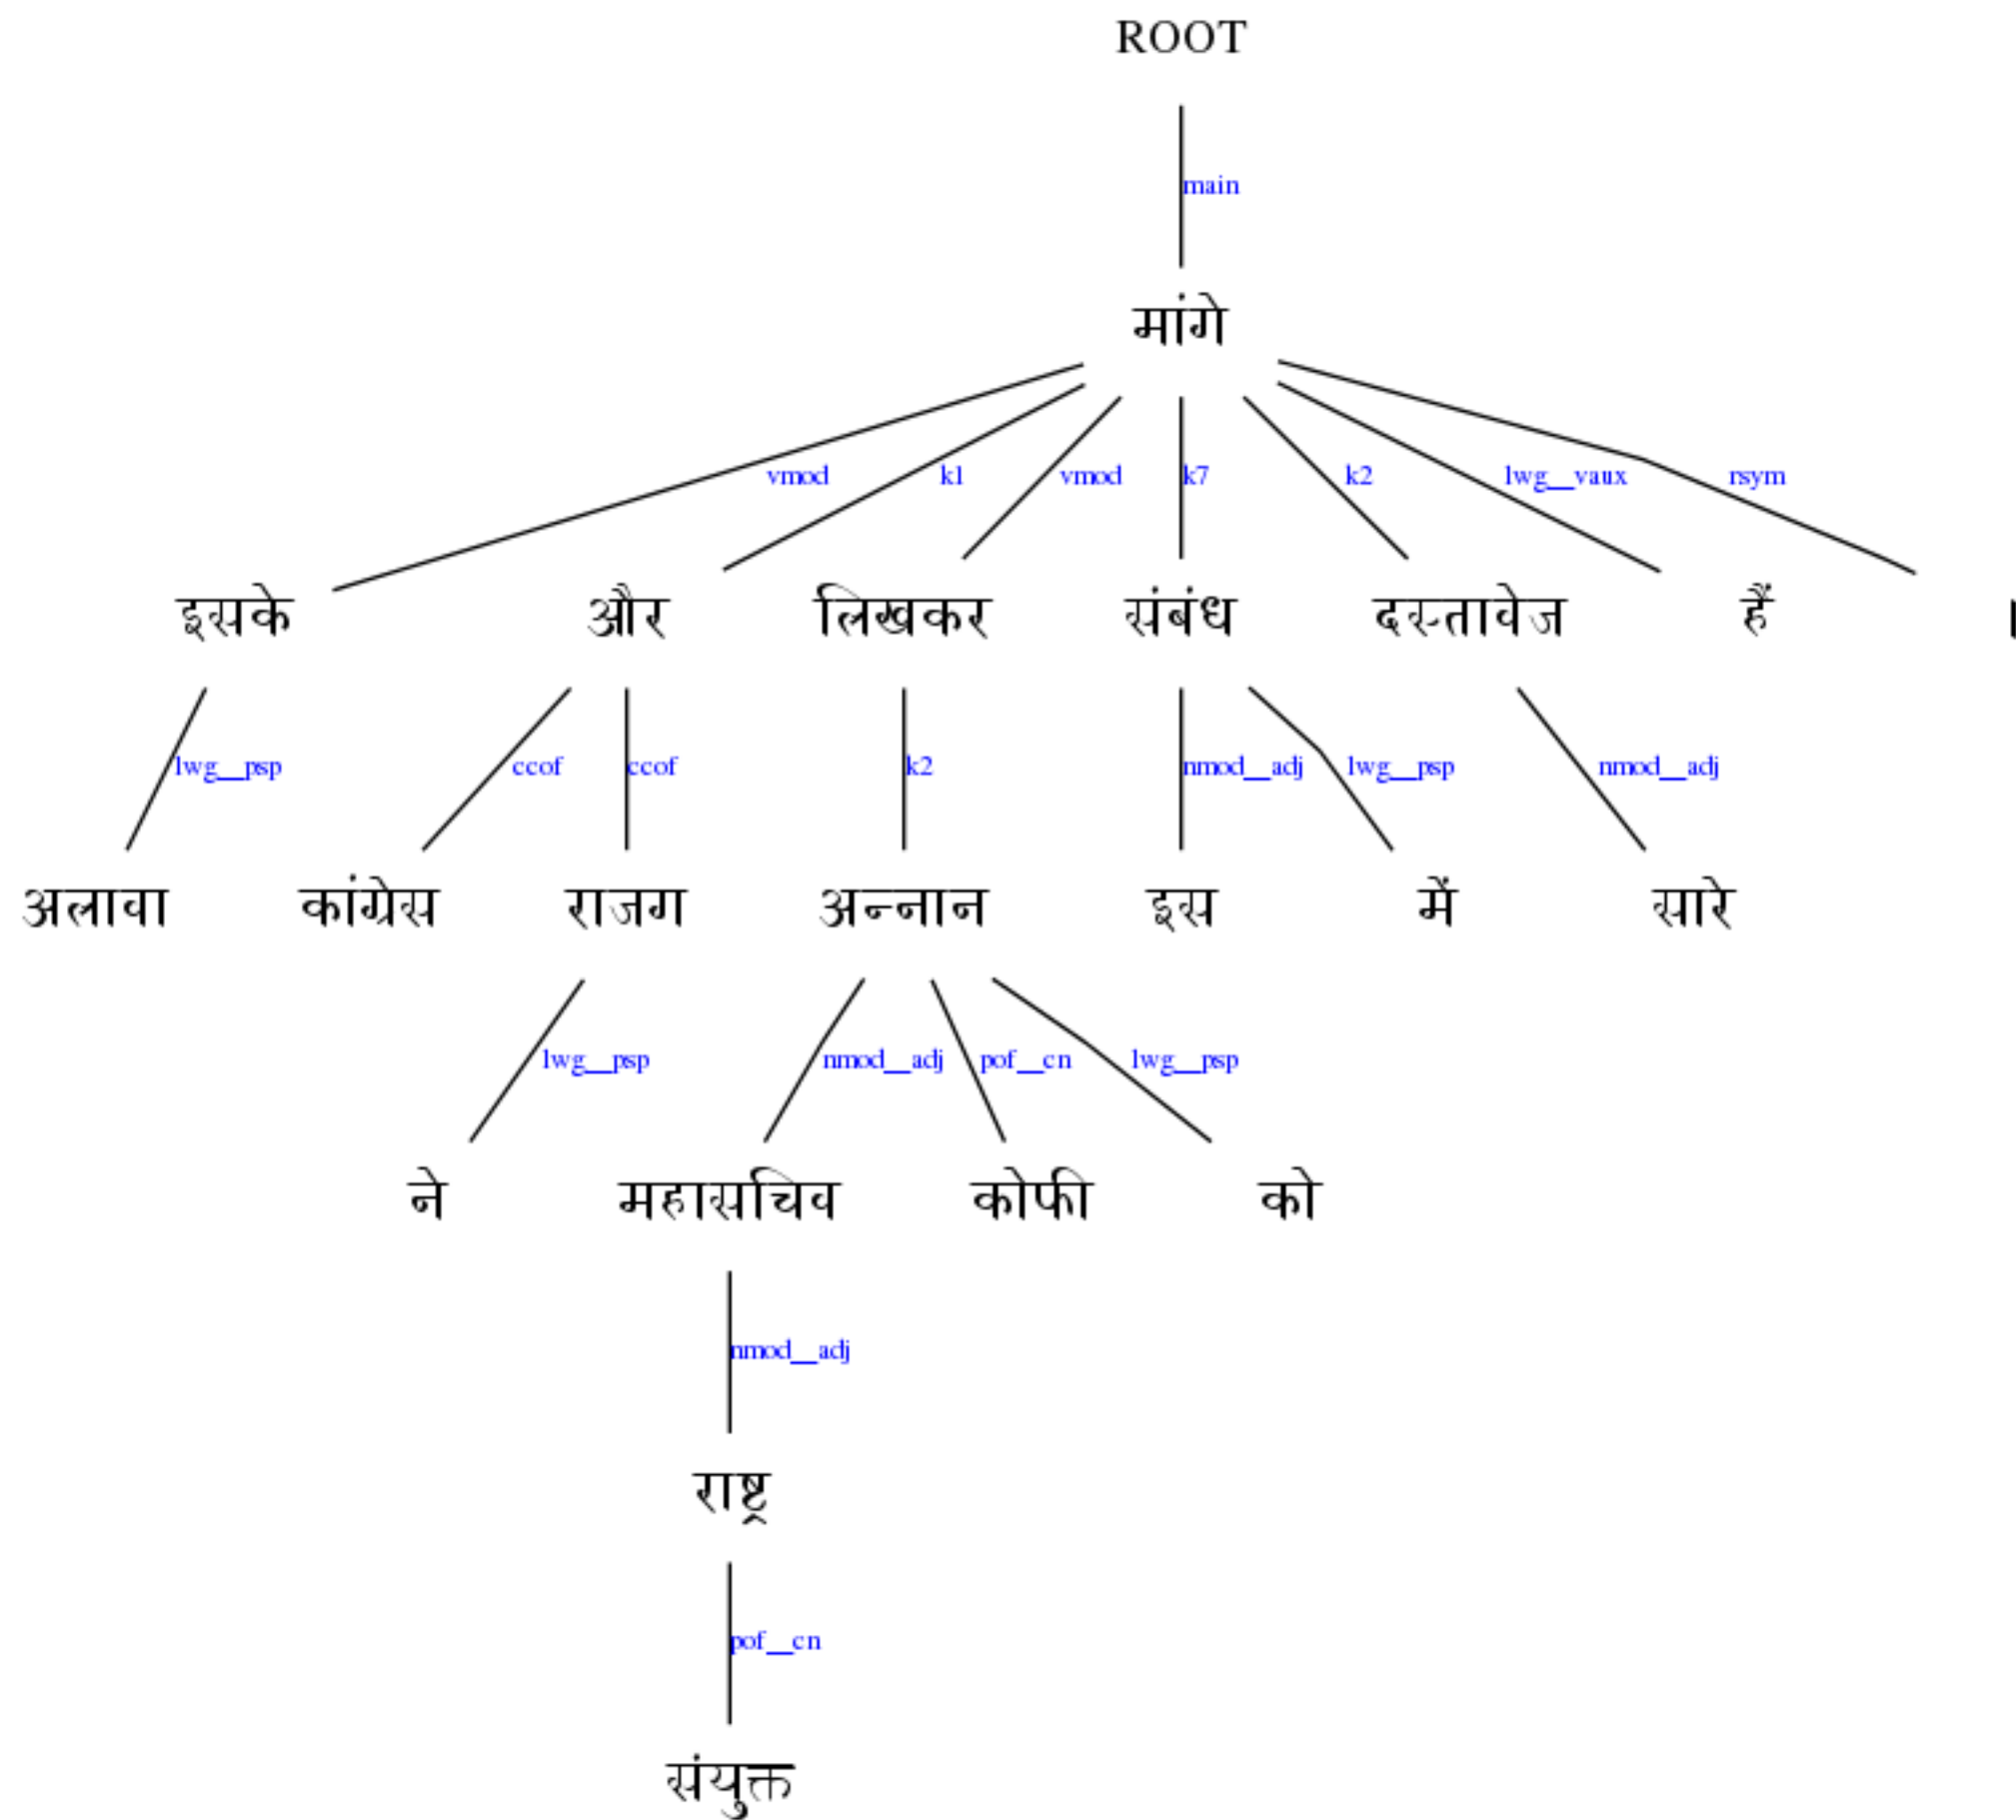 ROOT
main
मांगे
vmod k1 vmod k7 k2 lwg__vaux rsym
इसके और लिखकर संबंध दस्तावेज हैं ।
lwg__psp ccof ccof k2 nmod__adj lwg__psp nmod__adj
अलावा कांग्रेस राजग अन्नान इस में सारे
lwg__psp nmod__adj pof__cn lwg__psp
ने महासचिव कोफी को
nmod__adj
राष्ट्र
pof__cn
संयुक्त